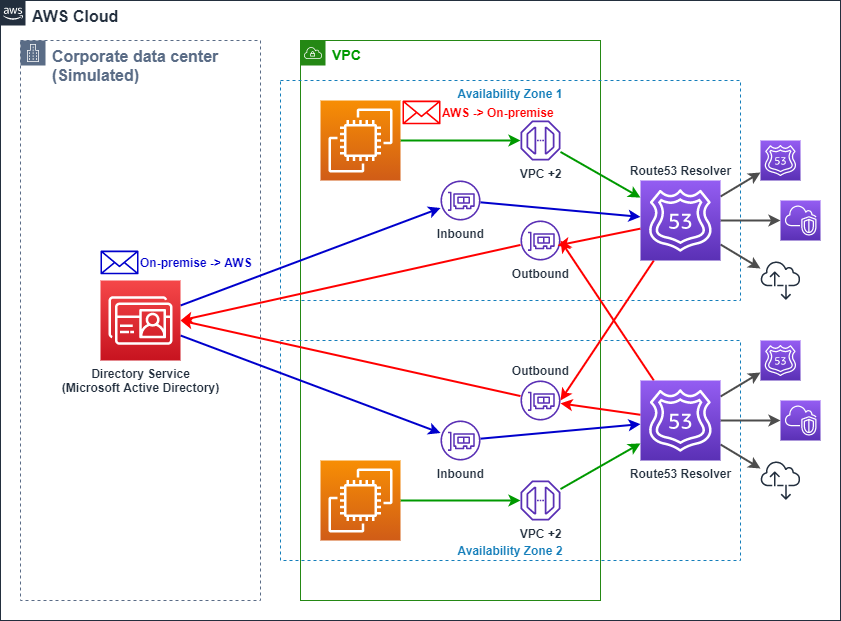 aws
AWS Cloud
Corporate data center
(Simulated)
VPC
Availability Zone 1
AWS -> On-premise
VPC +2
Route53 Resolver
53
53
Inbound
Outbound
On-premise -> AWS
Directory Service
(Microsoft Active Directory)
Outbound
53
53
Inbound
Route53 Resolver
VPC +2
Availability Zone 2